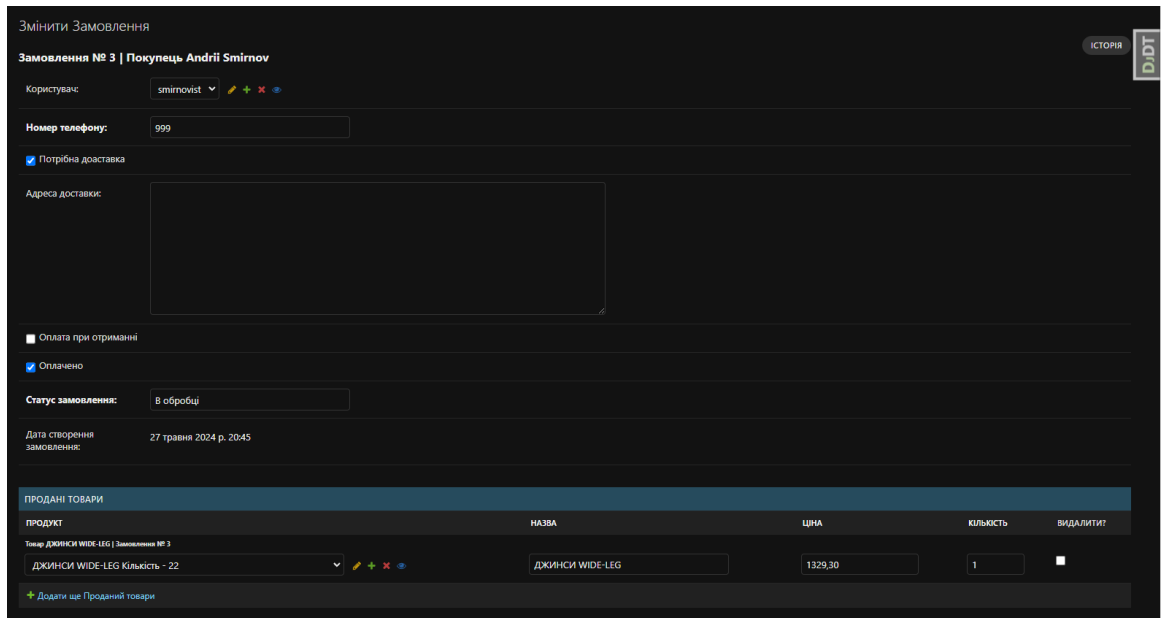 Змінити Замовлення
ІСТОРІЯ
DJDT
Замовлення № 3 | Покупець Andrii Smirnov
Користувач: smirnovist
Номер телефону: 999
Потрібна доаставка
Адреса доставки:
Оплата при отриманні
Оплачено
Статус замовлення: В обробці
Дата створення
замовлення: 27 травня 2024 р. 20:45
ПРОДАНІ ТОВАРИ
ПРОДУКТ НАЗВА ЦІНА КІЛЬКІСТЬ ВИДАЛИТИ?
Товар ДЖИНСИ WIDE-LEG | Замовлення № 3
ДЖИНСИ WIDE-LEG Кількість - 22 ДЖИНСИ WIDE-LEG 1329,30 1
Додати ще Проданий товари